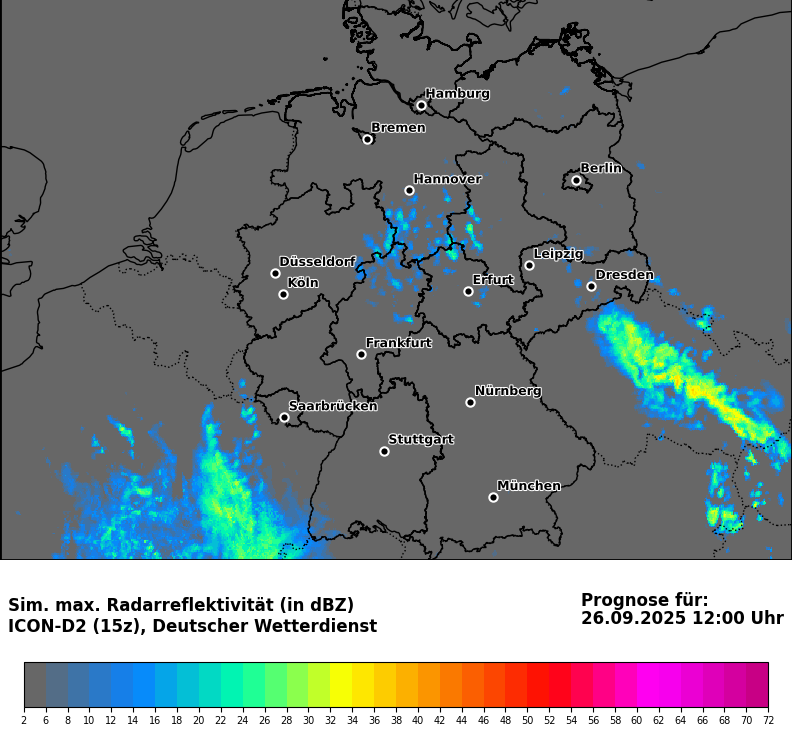 Hamburg
Bremen
Berlin
Hannover
Leipzig
Düsseldorf
Dresden
Köln
Erfurt
Frankfurt
Nürnberg
Saarbrücken
Stuttgart
München
Sim. max. Radarreflektivität (in dBZ)
ICON-D2 (15z), Deutscher Wetterdienst
Prognose für:
26.09.2025 12:00 Uhr
2 6 8 10 12 14 16 18 20 22 24 26 28 30 32 34 36 38 40 42 44 46 48 50 52 54 56 58 60 62 64 66 68 70 72